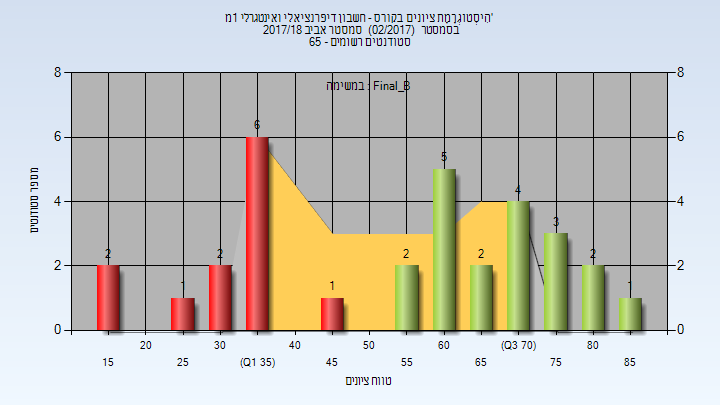 'היסטוגרמת ציונים בקורס - חשבון דיפרנציאלי ואינטגרלי 1מ
בסמסטר (02/2017) סמסטר אביב 2017/18
סטודנטים רשומים - 65
במשימה : Final_B
מספר סטודנטים
8 8
6 6
4 4
2 2
0 0
2 1 2 6 1 2 5 2 4 3 2 1
20 30 40 50 60 (Q3 70) 80
15 25 (Q1 35) 45 55 65 75 85
טווח ציונים